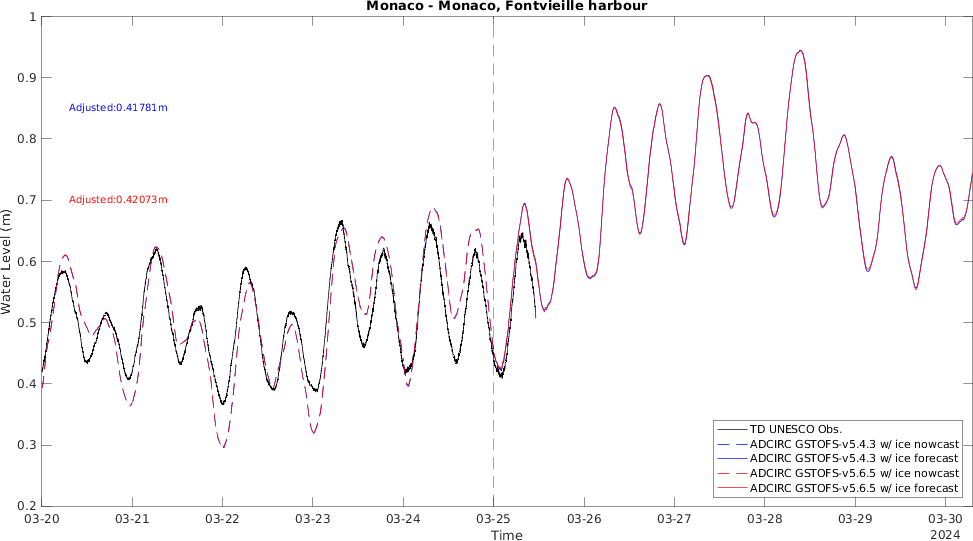 Monaco - Monaco, Fontvieille harbour
1
0.9
0.8
0.7
0.6
0.5
0.4
0.3
0.2
Water Level (m)
Adjusted:0.41781m
Adjusted:0.42073m
TD UNESCO Obs.
ADCIRC GSTOFS-v5.4.3 w/ ice nowcast
ADCIRC GSTOFS-v5.4.3 w/ ice forecast
ADCIRC GSTOFS-v5.6.5 w/ ice nowcast
ADCIRC GSTOFS-v5.6.5 w/ ice forecast
03-20 03-21 03-22 03-23 03-24 03-25 03-26 03-27 03-28 03-29 03-30
Time 2024